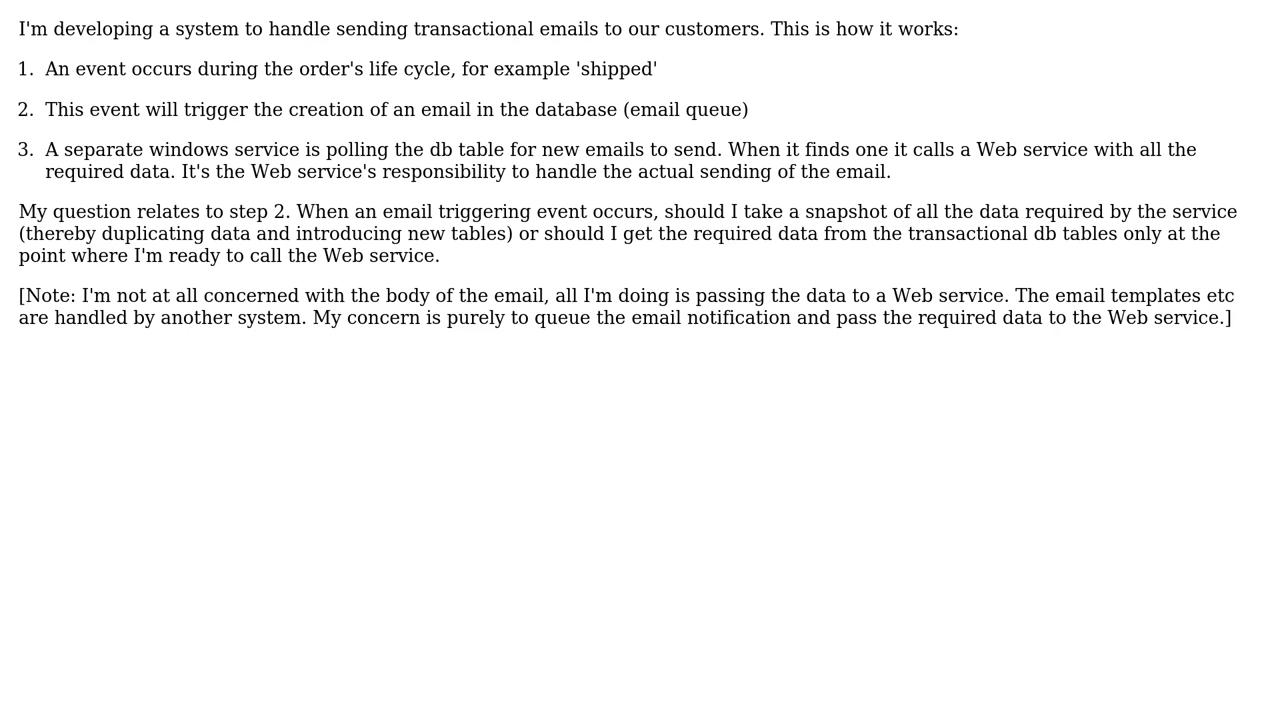 I'm developing a system to handle sending transactional emails to our customers. This is how it works:
1. An event occurs during the order's life cycle, for example 'shipped'
2. This event will trigger the creation of an email in the database (email queue)
3. A separate windows service is polling the db table for new emails to send. When it finds one it calls a Web service with all the
required data. It's the Web service's responsibility to handle the actual sending of the email.
My question relates to step 2. When an email triggering event occurs, should I take a snapshot of all the data required by the service
(thereby duplicating data and introducing new tables) or should I get the required data from the transactional db tables only at the
point where I'm ready to call the Web service.
[Note: I'm not at all concerned with the body of the email, all I'm doing is passing the data to a Web service. The email templates etc
are handled by another system. My concern is purely to queue the email notification and pass the required data to the Web service.]